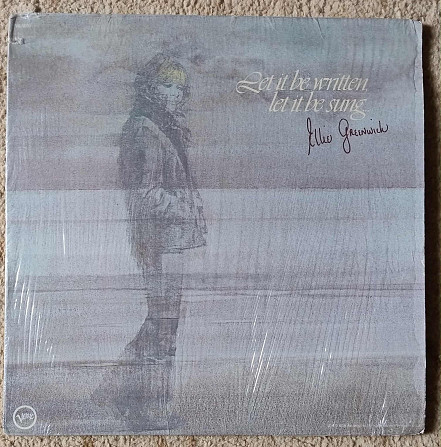 Let it be written,
let it be sung...
Ellie Greenwich
Verve